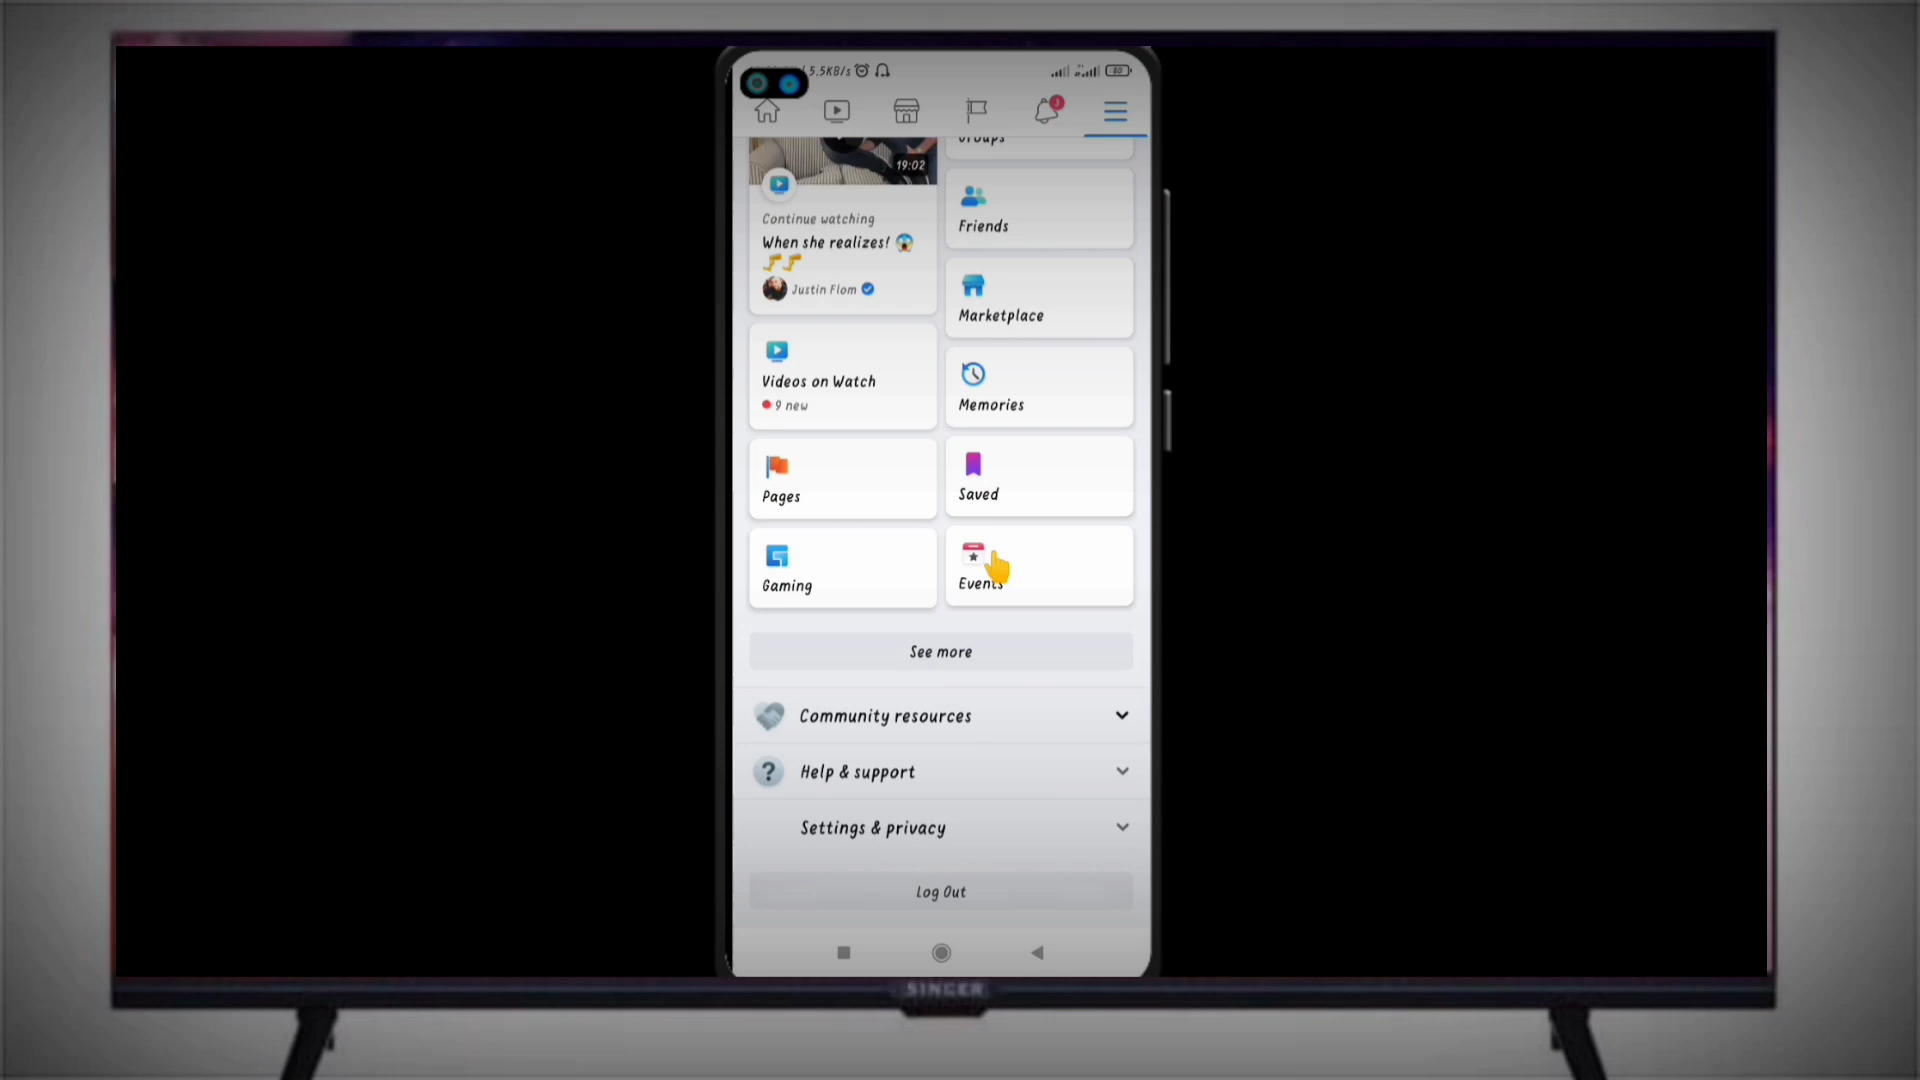 5.5KB/s
80
J
19:02
Groups
Continue watching
When she realizes! 😱
Justin Flom
Friends
Marketplace
Videos on Watch
9 new
Memories
Pages
Saved
Gaming
Events
See more
Community resources
Help & support
Settings & privacy
Log Out
SINGER